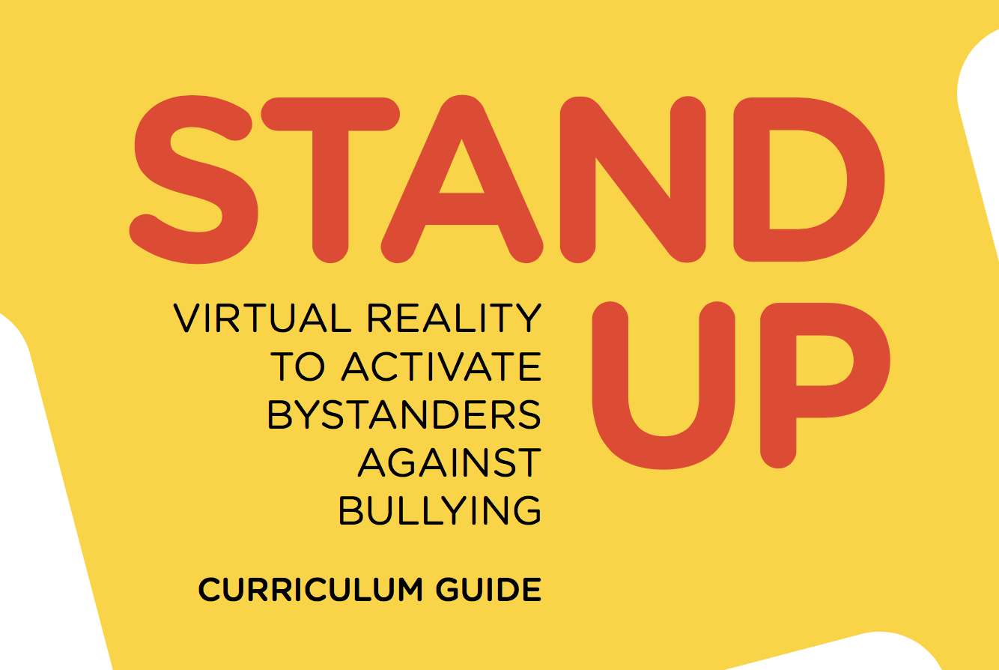 STAND
UP
VIRTUAL REALITY
TO ACTIVATE
BYSTANDERS
AGAINST
BULLYING
CURRICULUM GUIDE